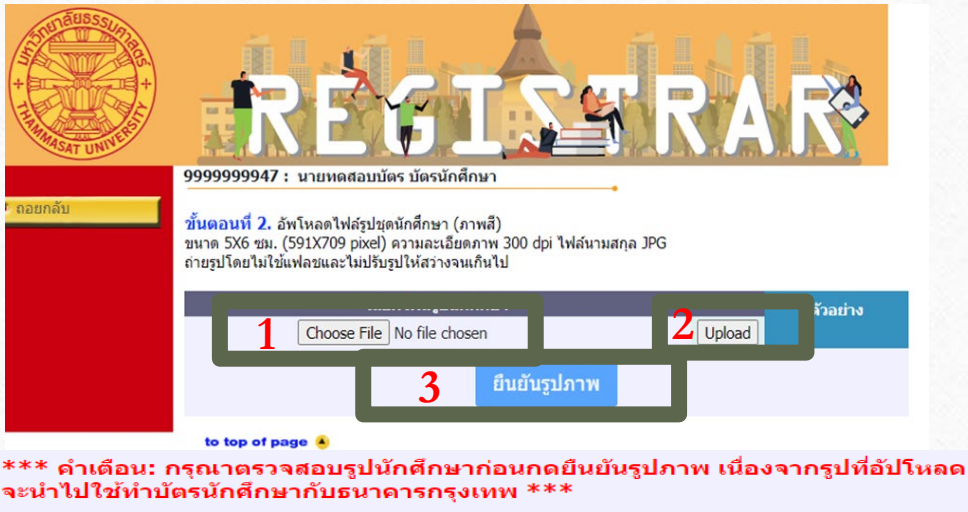 มหาวิทยาลัยธรรมศาสตร์
THAMMASAT UNIVERSITY
REGISTRAR
9999999947 : นายทดสอบบัตร บัตรนักศึกษา
ถอยกลับ
ขั้นตอนที่ 2. อัพโหลดไฟล์รูปชุดนักศึกษา (ภาพสี)
ขนาด 5X6 ซม. (591X709 pixel) ความละเอียดภาพ 300 dpi ไฟล์นามสกุล JPG
ถ่ายรูปโดยไม่ใช้แฟลชและไม่ปรับรูปให้สว่างจนเกินไป
1 Choose File No file chosen
2 Upload
3 ยืนยันรูปภาพ
to top of page
*** คำเตือน: กรุณาตรวจสอบรูปนักศึกษาก่อนกดยืนยันรูปภาพ เนื่องจากรูปที่อัปโหลด
จะนำไปใช้ทำบัตรนักศึกษากับธนาคารกรุงเทพ ***